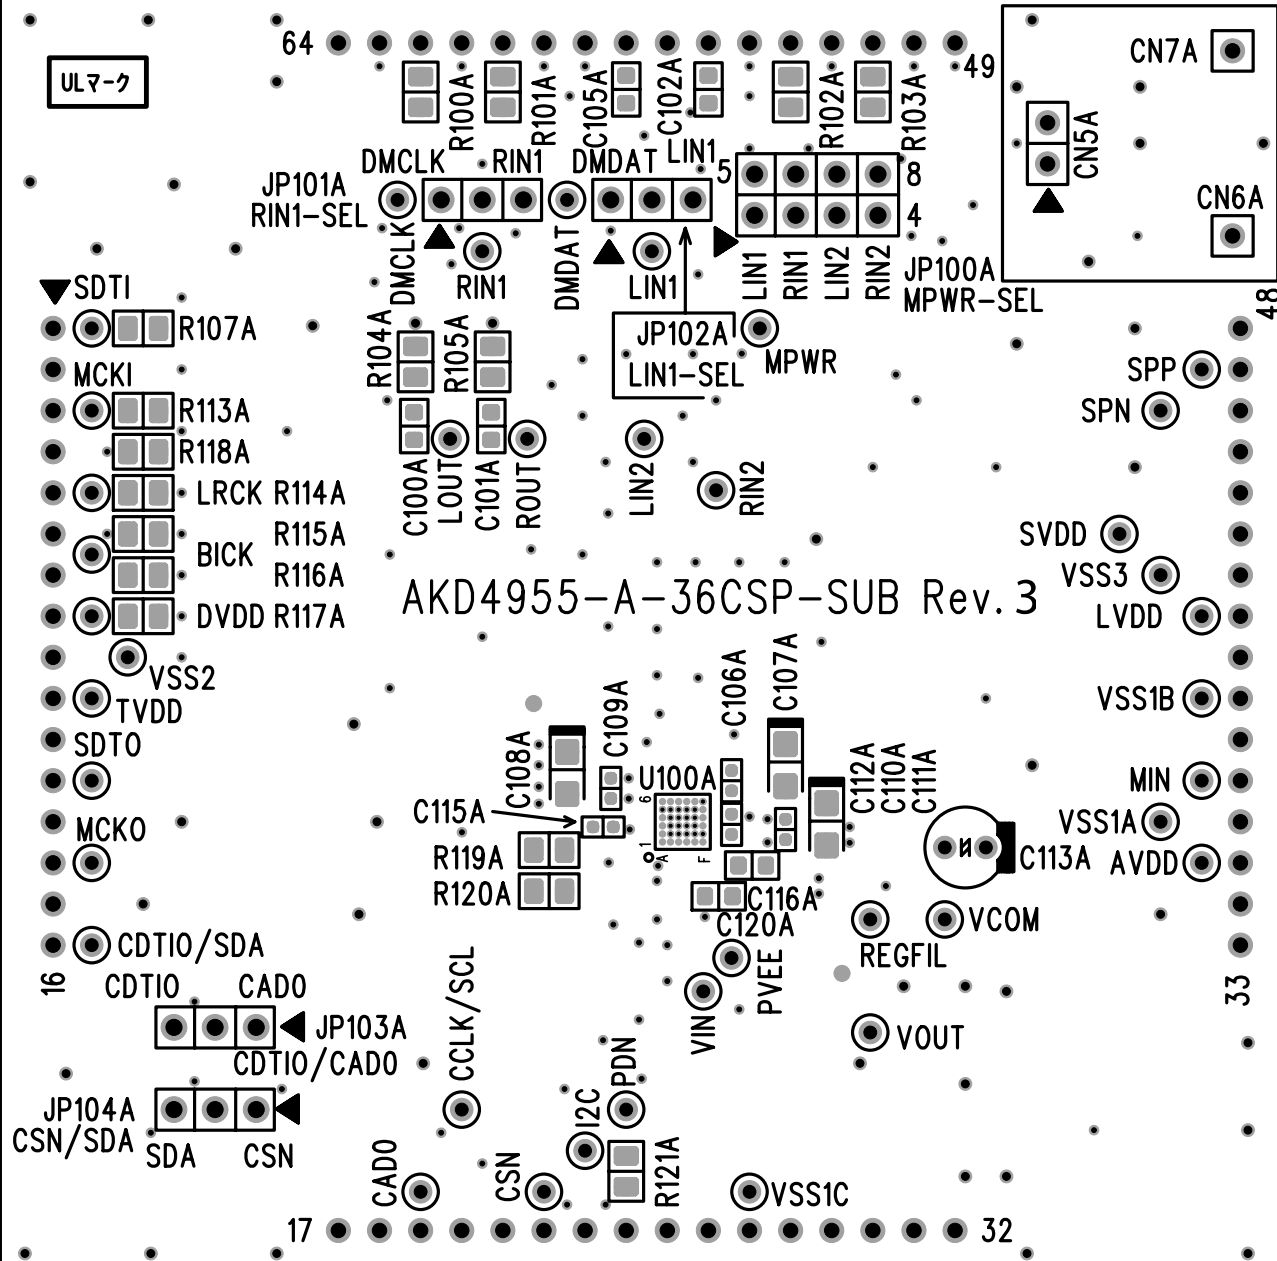 64
49
CN7A
ULマーク
R100A
R101A
C105A
C102A
R102A
R103A
CN5A
CN6A
DMCLK
RIN1
DMDAT
LIN1
5
8
4
JP101A
RIN1-SEL
DMCLK
RIN1
DMDAT
LIN1
LIN1
RIN1
LIN2
RIN2
JP100A
MPWR-SEL
48
SDTI
R107A
R104A
R105A
JP102A
LIN1-SEL
MPWR
MCKI
R113A
R118A
SPP
SPN
LRCK R114A
C100A
LOUT
C101A
ROUT
LIN2
RIN2
R115A
BICK
R116A
SVDD
VSS3
AKD4955-A-36CSP-SUB Rev.3
DVDD R117A
LVDD
VSS2
TVDD
VSS1B
SDTO
C108A
C109A
C106A
C107A
U100A
6
1
A
F
C112A
C110A
C111A
MIN
C115A
VSS1A
MCKO
R119A
R120A
C113A
AVDD
C116A
C120A
VCOM
REGFIL
CDTIO/SDA
16
33
CDTIO
CAD0
CCLK/SCL
VIN
PVEE
JP103A
CDTIO/CAD0
VOUT
PDN
I2C
JP104A
CSN/SDA
SDA
CSN
CAD0
CSN
R121A
VSS1C
17
32